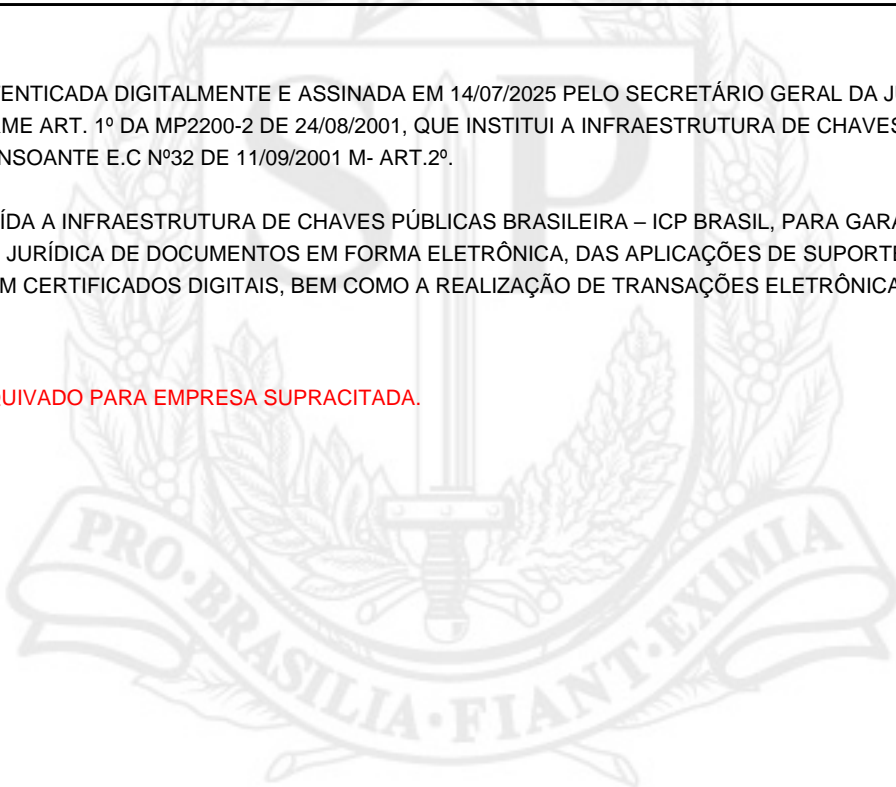 ENTICADA DIGITALMENTE E ASSINADA EM 14/07/2025 PELO SECRETÁRIO GERAL DA J
ME ART. 1º DA MP2200-2 DE 24/08/2001, QUE INSTITUI A INFRAESTRUTURA DE CHAVES
NSOANTE E.C Nº32 DE 11/09/2001 M- ART.2º.
ÍDA A INFRAESTRUTURA DE CHAVES PÚBLICAS BRASILEIRA – ICP BRASIL, PARA GARA
JURÍDICA DE DOCUMENTOS EM FORMA ELETRÔNICA, DAS APLICAÇÕES DE SUPORTE
M CERTIFICADOS DIGITAIS, BEM COMO A REALIZAÇÃO DE TRANSAÇÕES ELETRÔNICA
UIVADO PARA EMPRESA SUPRACITADA.
SP
PRO·BRASILIA·FIANT·EXIMIA